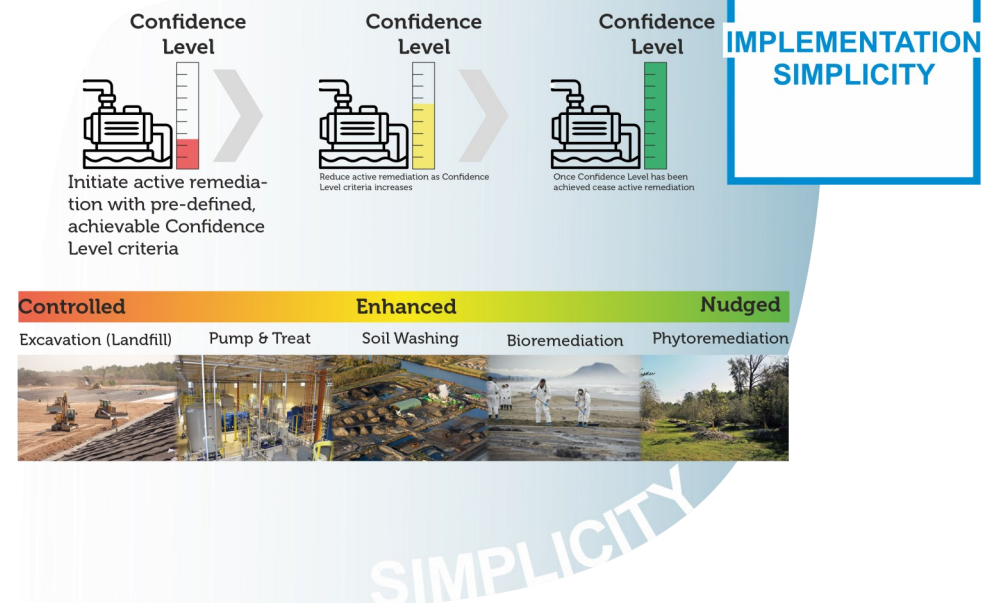 Confidence
Level
Confidence
Level
Confidence
Level
IMPLEMENTATION
SIMPLICITY
Initiate active remedia-
tion with pre-defined,
achievable Confidence
Level criteria
Reduce active remediation as Confidence
Level criteria increases
Once Confidence Level has been
achieved cease active remediation
Controlled
Enhanced
Nudged
Excavation (Landfill)
Pump & Treat
Soil Washing
Bioremediation
Phytoremediation
SIMPLICITY